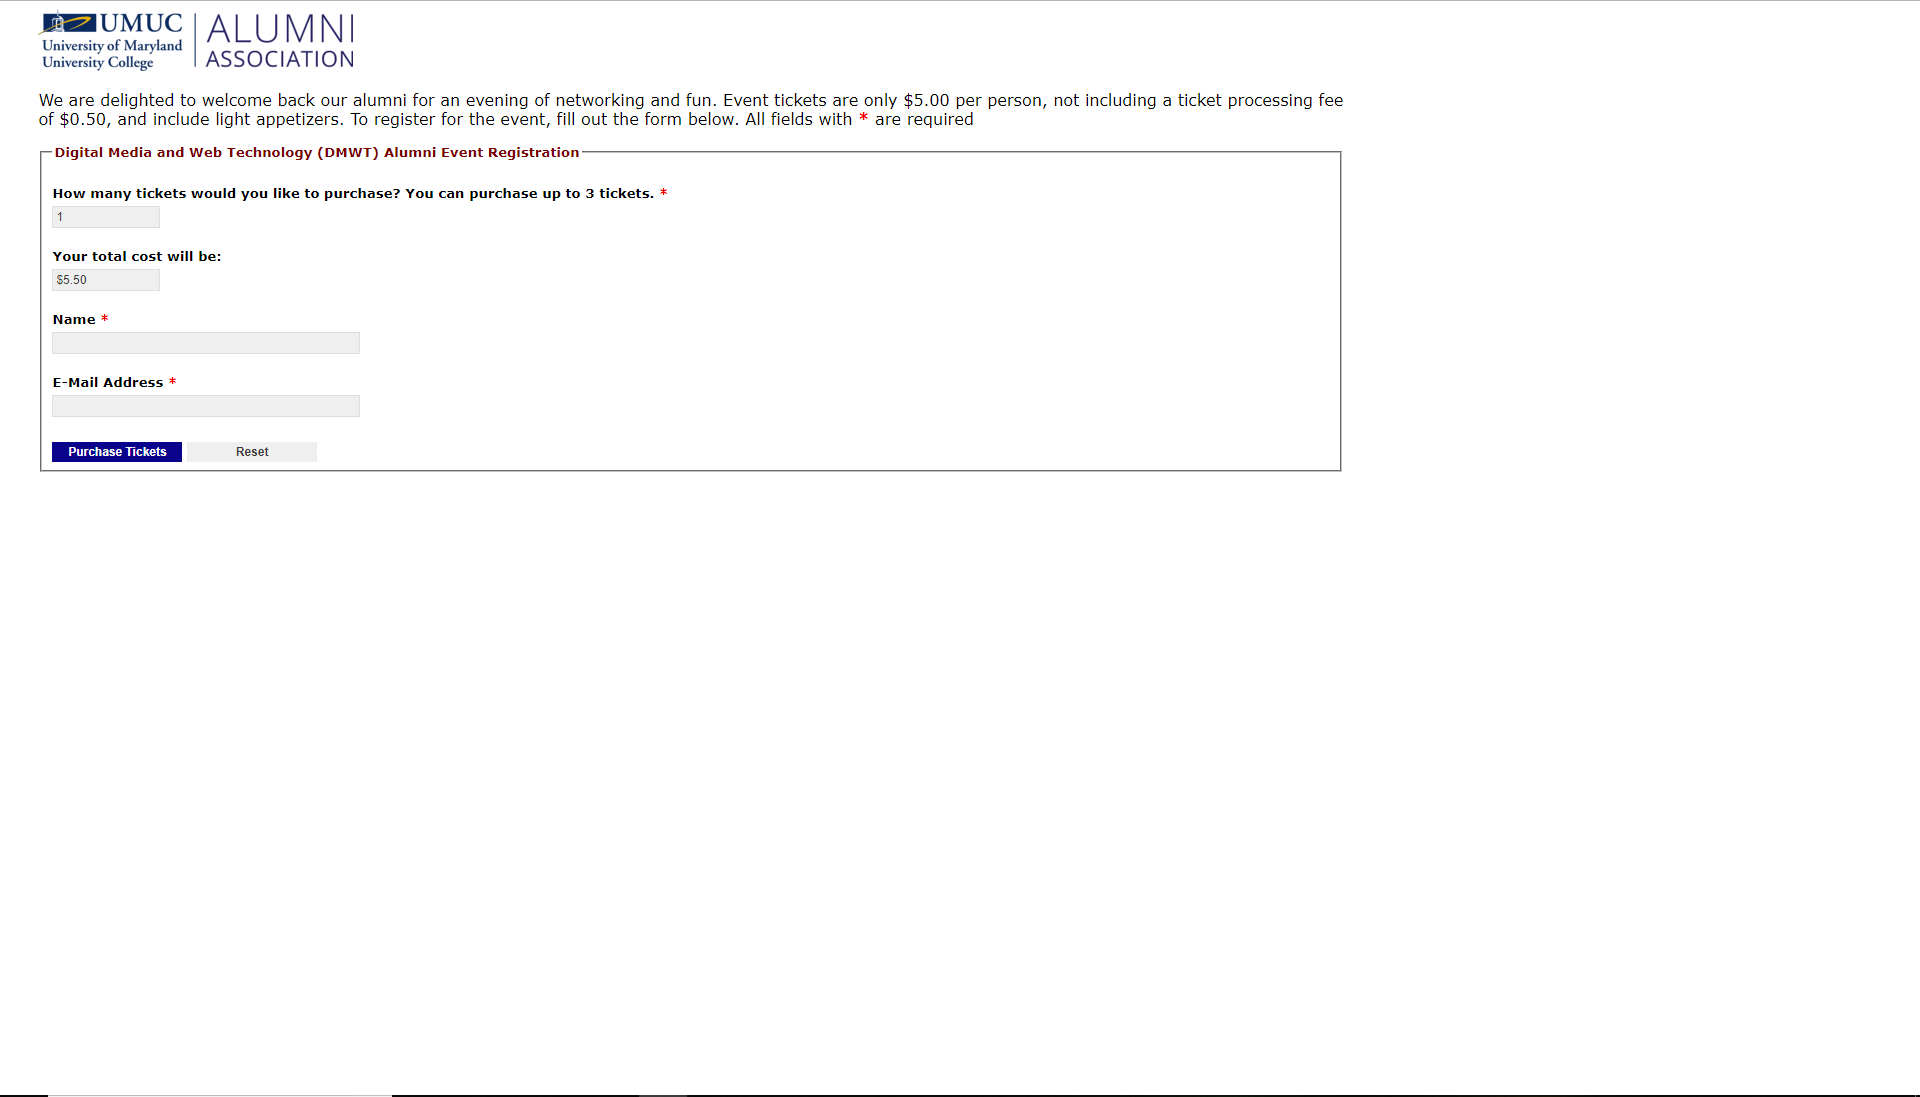 UMUC
University of Maryland
University College
ALUMNI
ASSOCIATION
We are delighted to welcome back our alumni for an evening of networking and fun. Event tickets are only $5.00 per person, not including a ticket processing fee
of $0.50, and include light appetizers. To register for the event, fill out the form below. All fields with * are required
Digital Media and Web Technology (DMWT) Alumni Event Registration
How many tickets would you like to purchase? You can purchase up to 3 tickets. *
1
Your total cost will be:
$5.50
Name *
E-Mail Address *
Purchase Tickets Reset